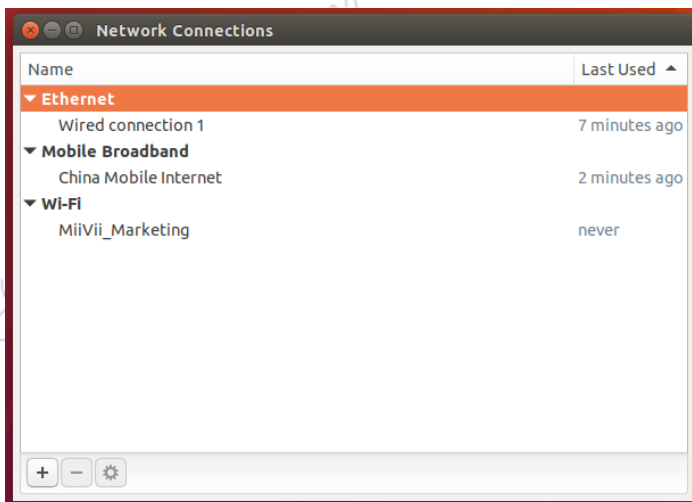 Network Connections
Name Last Used
Ethernet
Wired connection 1 7 minutes ago
Mobile Broadband
China Mobile Internet 2 minutes ago
Wi-Fi
MiiVii_Marketing never